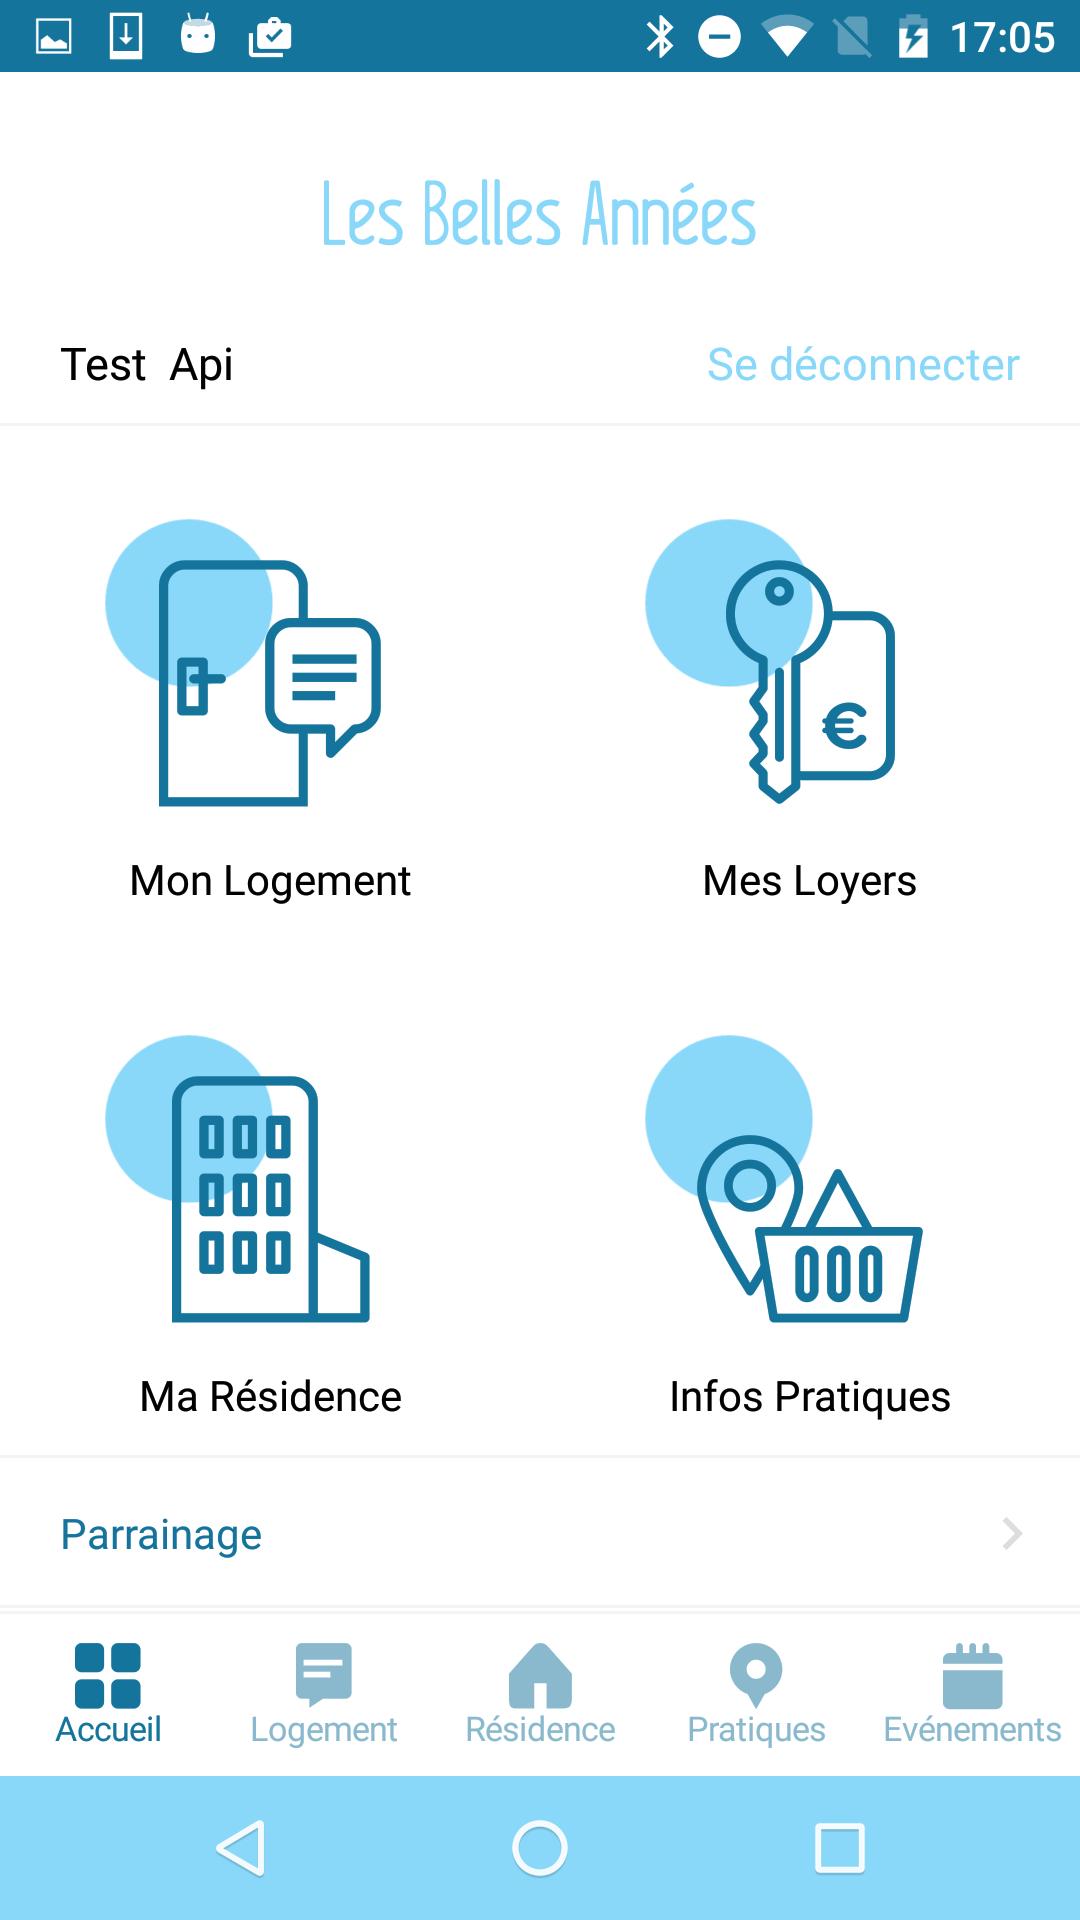 17:05
Les Belles Années
Test Api
Se déconnecter
Mon Logement
Mes Loyers
€
Ma Résidence
Infos Pratiques
Parrainage
Accueil
Logement
Résidence
Pratiques
Evénements